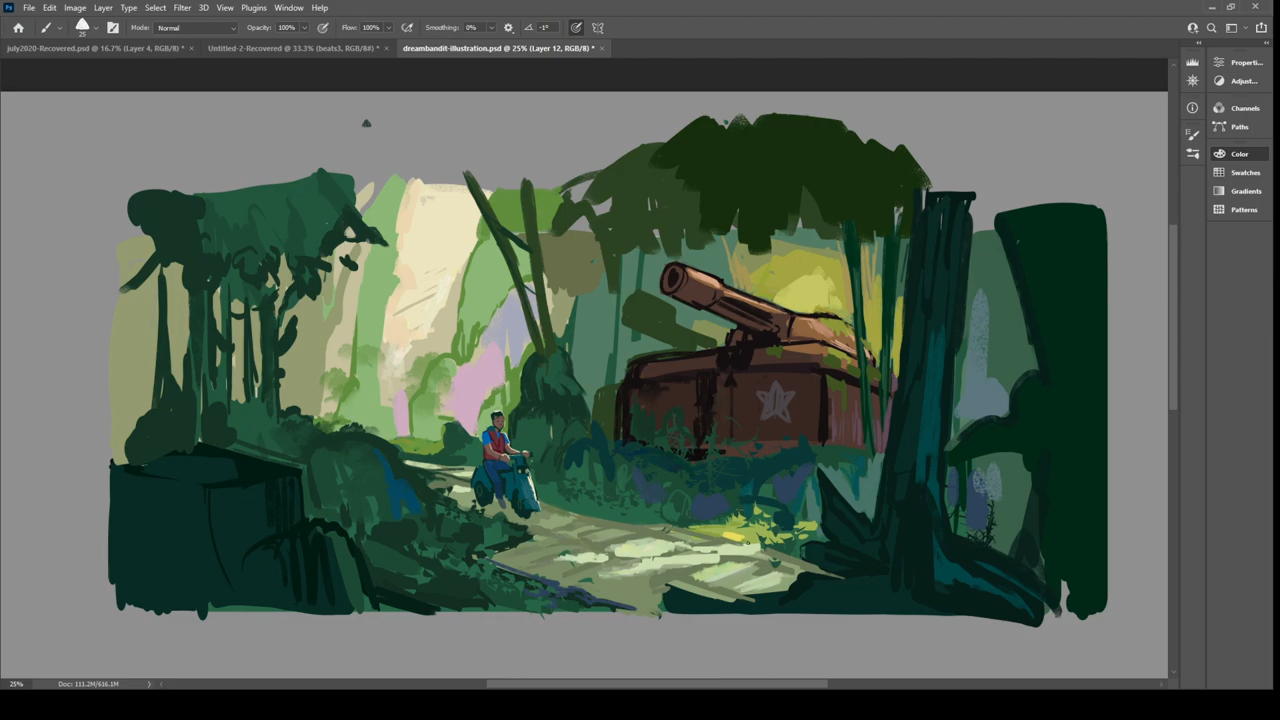 Ps File Edit Image Layer Type Select Filter 3D View Plugins Window Help
25 Mode: Normal Opacity: 100% Flow: 100% Smoothing: 0% -1°
july2020-Recovered.psd @ 16.7% (Layer 4, RGB/8) * × Untitled-2-Recovered @ 33.3% (beats3, RGB/8#) * × dreambandit-illustration.psd @ 25% (Layer 12, RGB/8) * ×
Properti...
Adjust...
Channels
Paths
Color
Swatches
Gradients
Patterns
25% Doc: 111.2M/616.1M